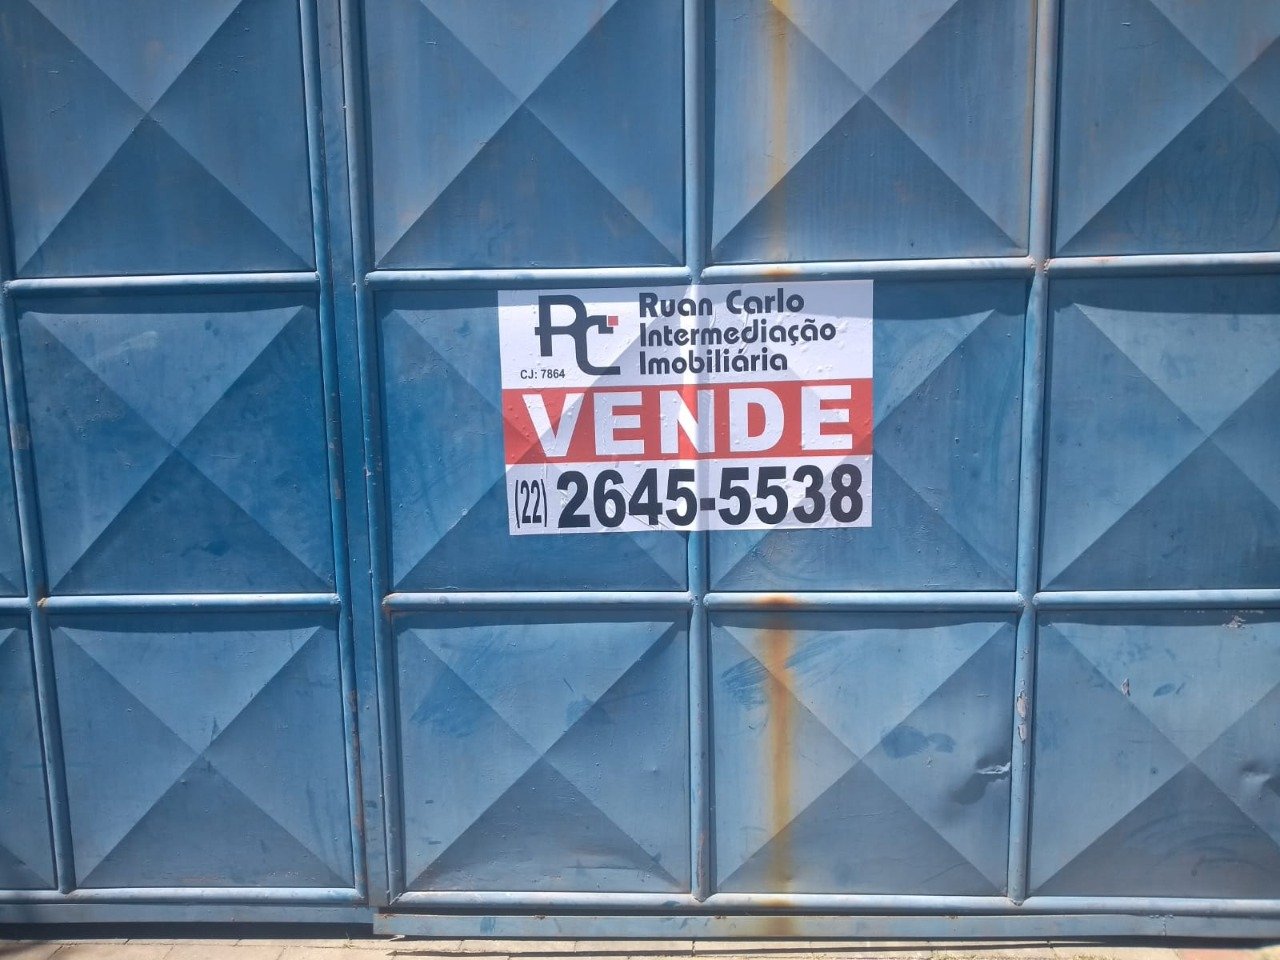 RC
Ruan Carlo
Intermediação
Imobiliária
CJ: 7864
VENDE
(22) 2645-5538